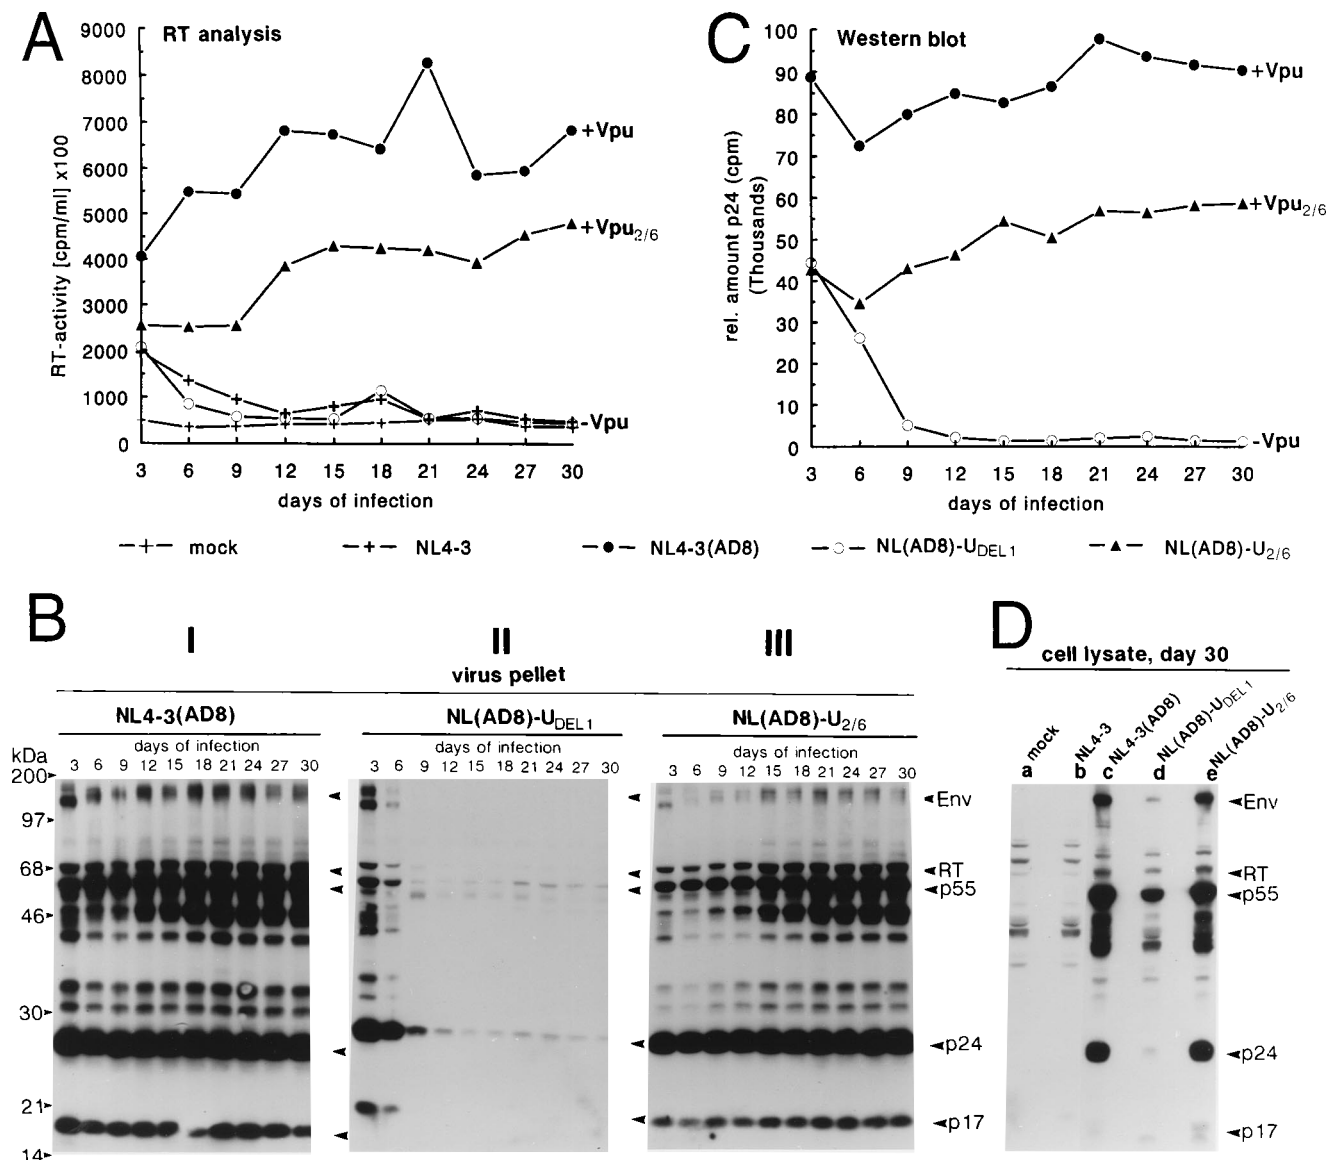 A
RT analysis
RT-activity [cpm/ml] x100
9000
8000
7000
6000
5000
4000
3000
2000
1000
0
+Vpu
+Vpu2/6
-Vpu
3 6 9 12 15 18 21 24 27 30
days of infection
C
Western blot
rel. amount p24 (cpm)
(Thousands)
100
90
80
70
60
50
40
30
20
10
0
+Vpu
+Vpu2/6
-Vpu
3 6 9 12 15 18 21 24 27 30
days of infection
mock NL4-3 NL4-3(AD8) NL(AD8)-UDEL1 NL(AD8)-U2/6
B
I II III
virus pellet
NL4-3(AD8) NL(AD8)-UDEL1 NL(AD8)-U2/6
days of infection days of infection days of infection
kDa
3 6 9 12 15 18 21 24 27 30
3 6 9 12 15 18 21 24 27 30
3 6 9 12 15 18 21 24 27 30
200
97
68
46
30
21
14
Env
RT
p55
p24
p17
D
cell lysate, day 30
mock NL4-3 NL4-3(AD8) NL(AD8)-UDEL1 NL(AD8)-U2/6
a b c d e
Env
RT
p55
p24
p17